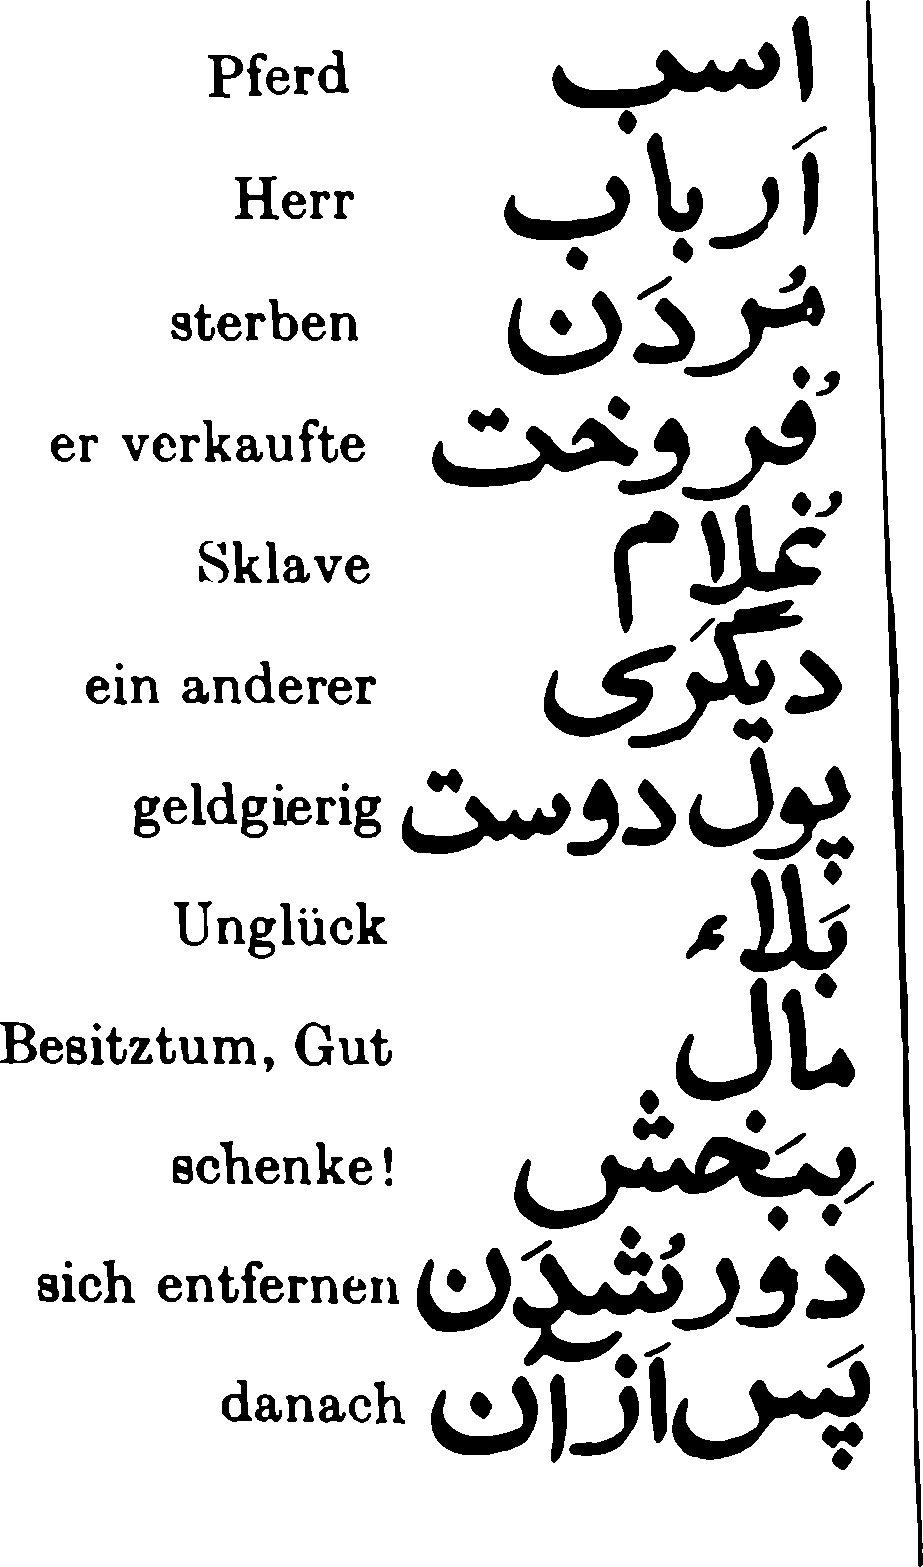 Pferd اسب
Herr اَرباب
sterben مُردَن
er verkaufte فُروخت
Sklave غُلام
ein anderer دیگَری
geldgierig پول دوست
Unglück بَلاء
Besitztum, Gut مال
schenke! بِبَخش
sich entfernen دور شُدَن
danach پَس اَز آن